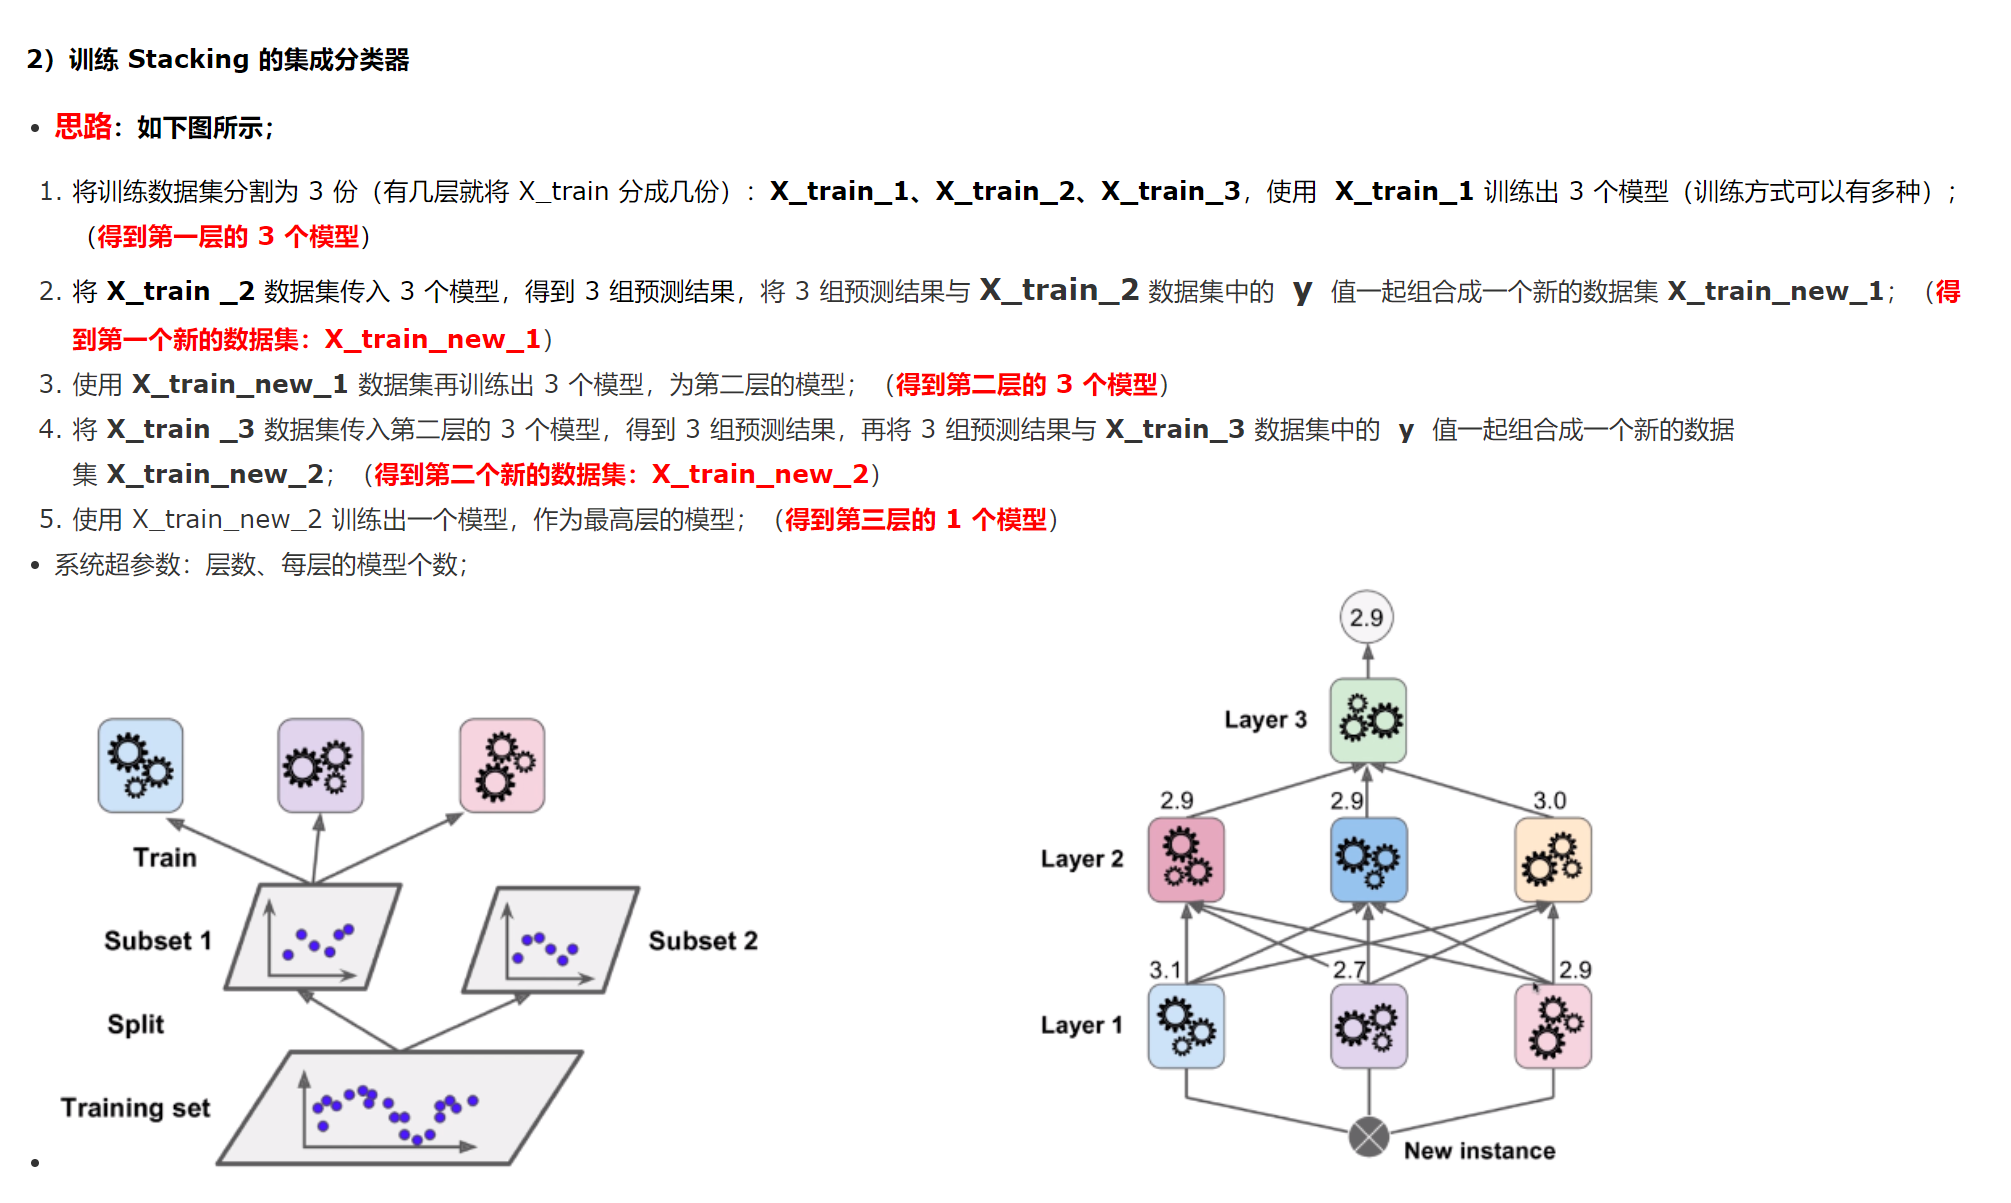 2）训练 Stacking 的集成分类器
思路：如下图所示；
1. 将训练数据集分割为 3 份（有几层就将 X_train 分成几份）：X_train_1、X_train_2、X_train_3，使用 X_train_1 训练出 3 个模型（训练方式可以有多种）；
（得到第一层的 3 个模型）
2. 将 X_train _2 数据集传入 3 个模型，得到 3 组预测结果，将 3 组预测结果与 X_train_2 数据集中的 y 值一起组合成一个新的数据集 X_train_new_1；（得
到第一个新的数据集：X_train_new_1）
3. 使用 X_train_new_1 数据集再训练出 3 个模型，为第二层的模型；（得到第二层的 3 个模型）
4. 将 X_train _3 数据集传入第二层的 3 个模型，得到 3 组预测结果，再将 3 组预测结果与 X_train_3 数据集中的 y 值一起组合成一个新的数据
集 X_train_new_2；（得到第二个新的数据集：X_train_new_2）
5. 使用 X_train_new_2 训练出一个模型，作为最高层的模型；（得到第三层的 1 个模型）
系统超参数：层数、每层的模型个数；
Train
Subset 1
Subset 2
Split
Training set
2.9
Layer 3
2.9
2.9
3.0
Layer 2
3.1
2.7
2.9
Layer 1
New instance